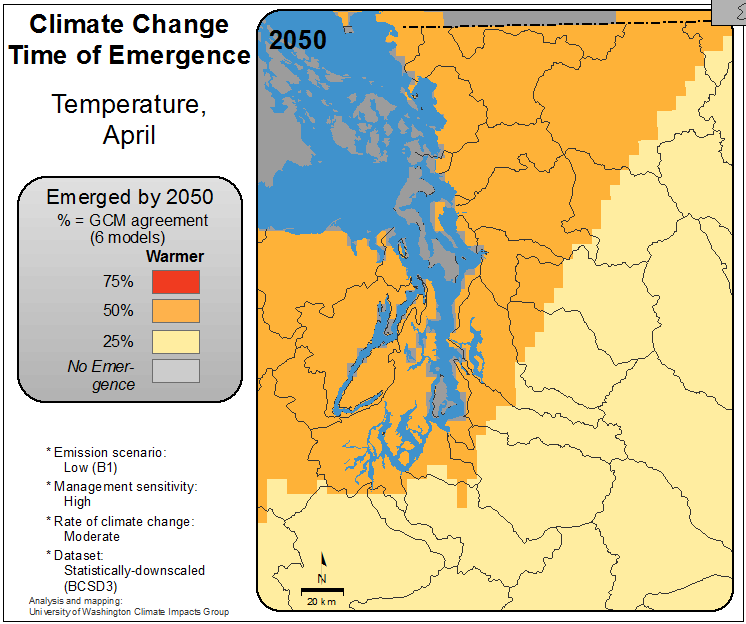 Climate Change
Time of Emergence
Temperature,
April
Emerged by 2050
% = GCM agreement
(6 models)
Warmer
75%
50%
25%
No Emer-
gence
* Emission scenario:
Low (B1)
* Management sensitivity:
High
* Rate of climate change:
Moderate
* Dataset:
Statistically-downscaled
(BCSD3)
Analysis and mapping:
University of Washington Climate Impacts Group
2050
N
20 km